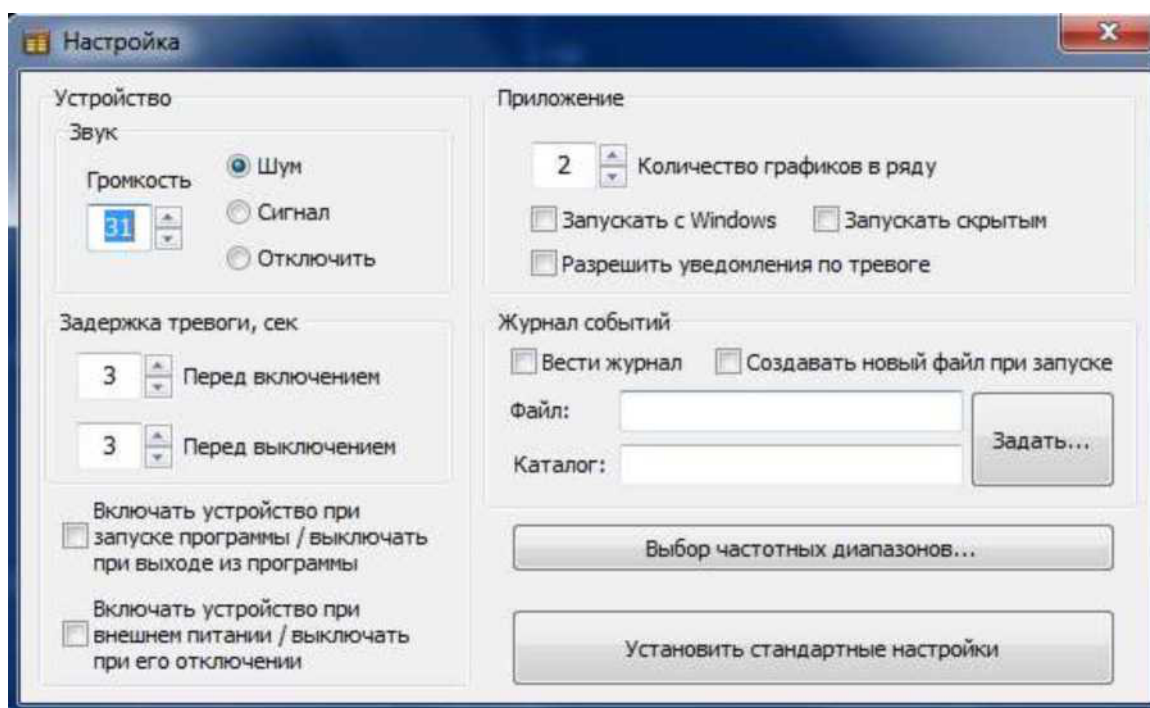 Настройка
Устройство
Звук
Громкость
31
Шум
Сигнал
Отключить
Задержка тревоги, сек
3 Перед включением
3 Перед выключением
Включать устройство при
запуске программы / выключать
при выходе из программы
Включать устройство при
внешнем питании / выключать
при его отключении
Приложение
2 Количество графиков в ряду
Запускать с Windows Запускать скрытым
Разрешить уведомления по тревоге
Журнал событий
Вести журнал Создавать новый файл при запуске
Файл:
Каталог:
Задать...
Выбор частотных диапазонов...
Установить стандартные настройки